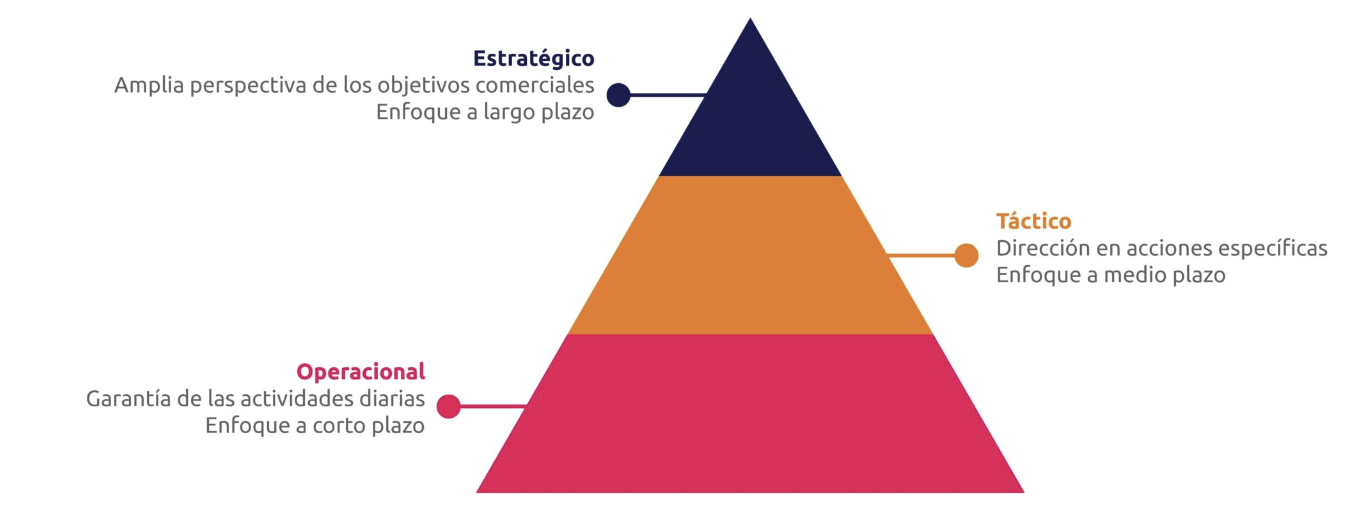 Estratégico
Amplia perspectiva de los objetivos comerciales
Enfoque a largo plazo
Táctico
Dirección en acciones específicas
Enfoque a medio plazo
Operacional
Garantía de las actividades diarias
Enfoque a corto plazo